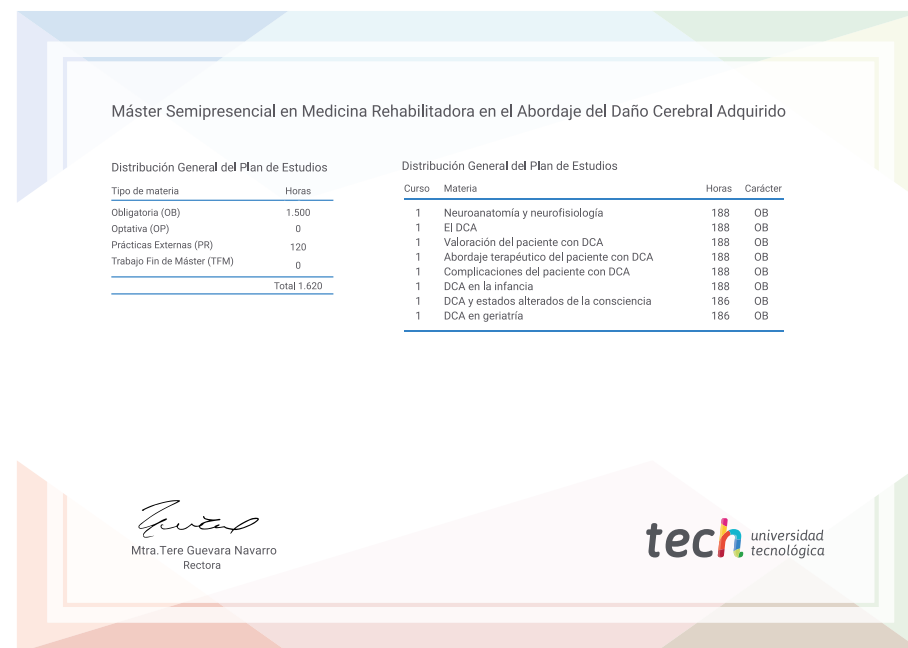 Máster Semipresencial en Medicina Rehabilitadora en el Abordaje del Daño Cerebral Adquirido
Distribución General del Plan de Estudios
Tipo de materia Horas
Obligatoria (OB) 1.500
Optativa (OP) 0
Prácticas Externas (PR) 120
Trabajo Fin de Máster (TFM) 0
Total 1.620
Distribución General del Plan de Estudios
Curso Materia Horas Carácter
1 Neuroanatomía y neurofisiología 188 OB
1 El DCA 188 OB
1 Valoración del paciente con DCA 188 OB
1 Abordaje terapéutico del paciente con DCA 188 OB
1 Complicaciones del paciente con DCA 188 OB
1 DCA en la infancia 188 OB
1 DCA y estados alterados de la consciencia 186 OB
1 DCA en geriatría 186 OB
Mtra.Tere Guevara Navarro
Rectora
tech universidad
tecnológica